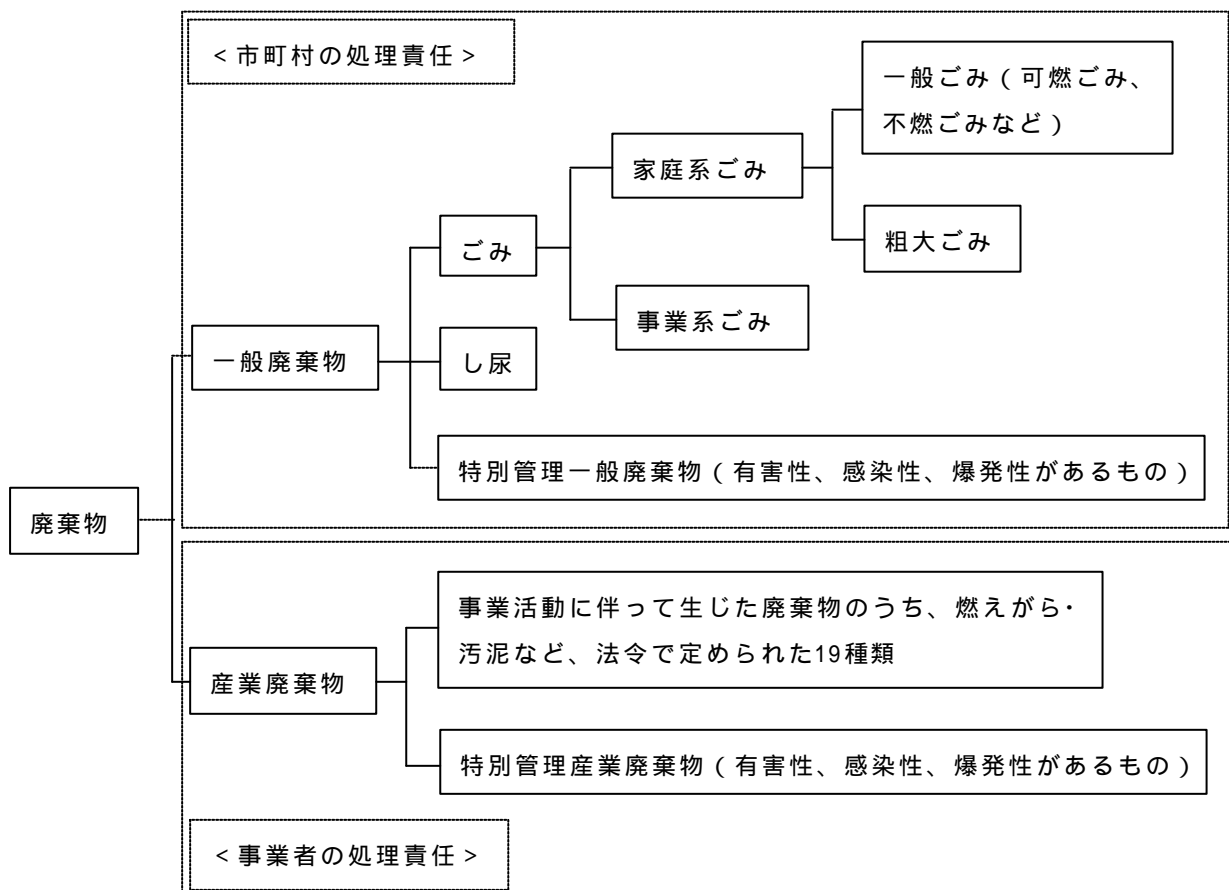 <市町村の処理責任>
一般ごみ(可燃ごみ、
不燃ごみなど)
家庭系ごみ
ごみ
粗大ごみ
事業系ごみ
一般廃棄物
し尿
特別管理一般廃棄物(有害性、感染性、爆発性があるもの)
廃棄物
事業活動に伴って生じた廃棄物のうち、燃えがら・
汚泥など、法令で定められた19種類
産業廃棄物
特別管理産業廃棄物(有害性、感染性、爆発性があるもの)
<事業者の処理責任>